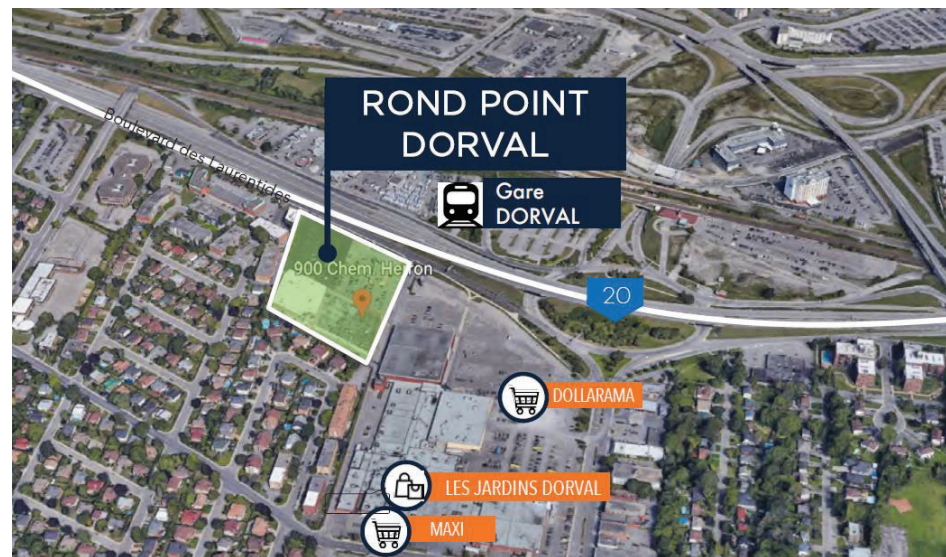 ROND POINT
DORVAL
Gare
DORVAL
Boulevard des Laurentides
900 Chem. Herron
20
DOLLARAMA
LES JARDINS DORVAL
MAXI